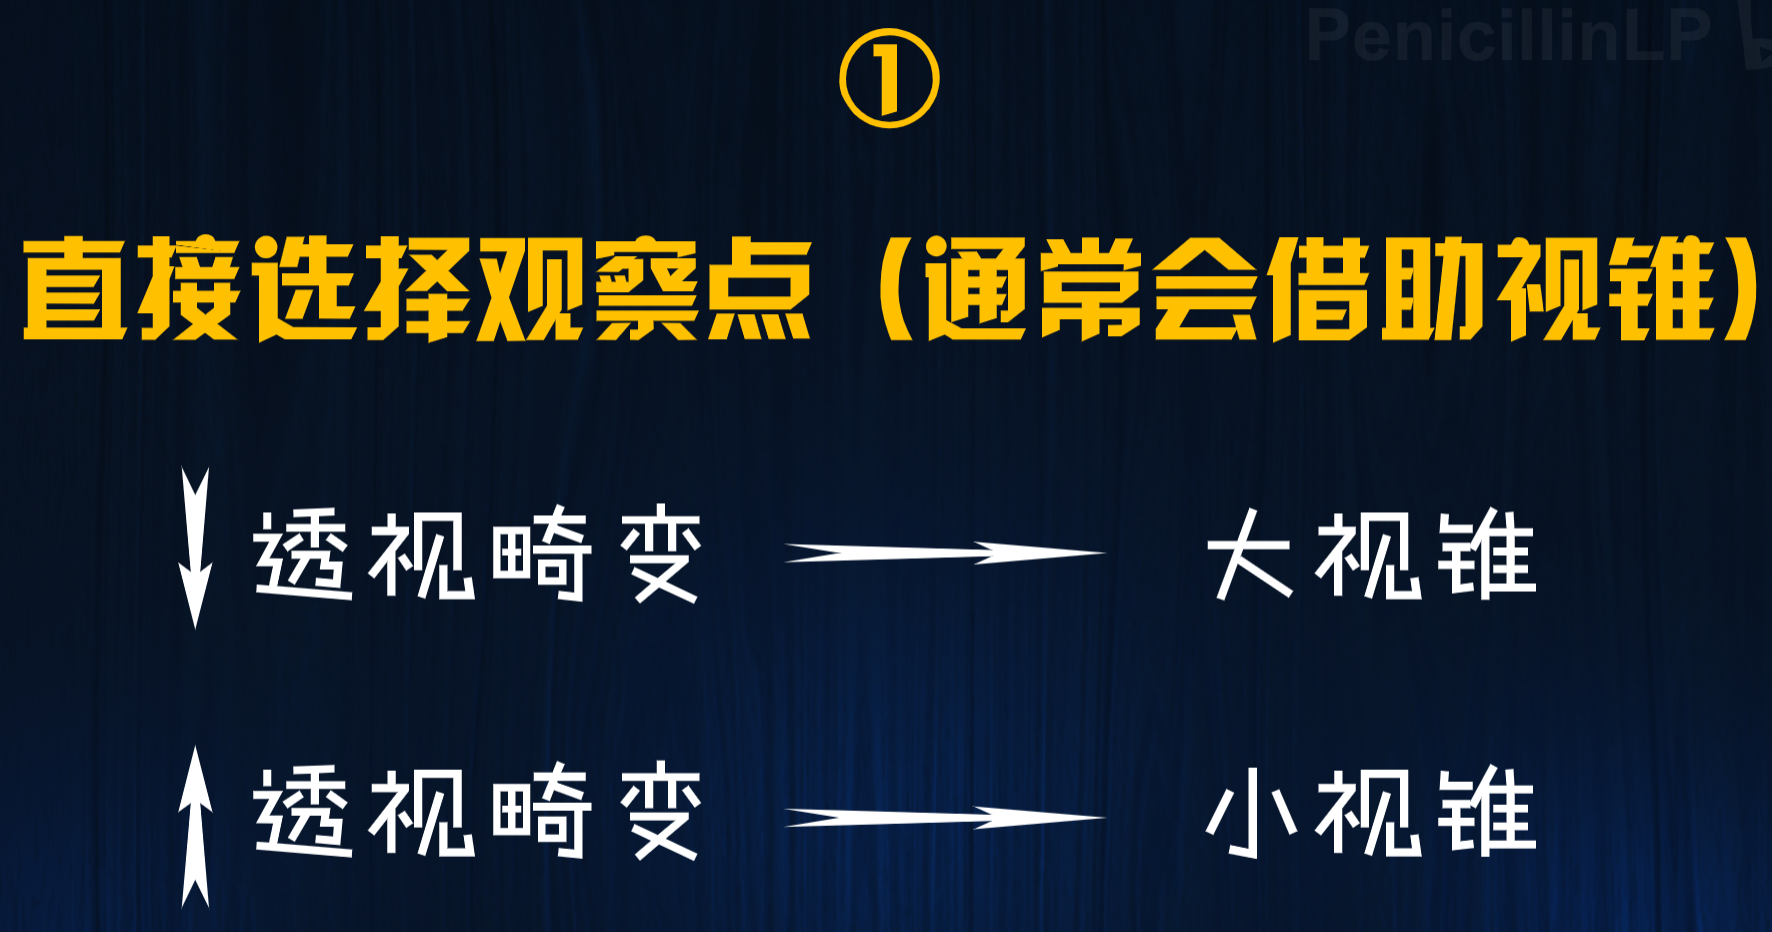 PenicillinLP
①
直接选择观察点（通常会借助视锥）
↓ 透视畸变 → 大视锥
↑ 透视畸变 → 小视锥